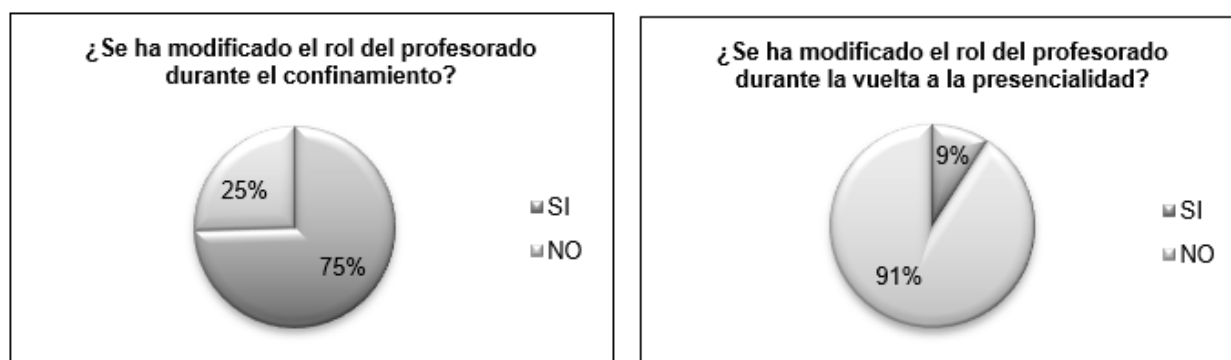 ¿Se ha modificado el rol del profesorado
durante el confinamiento?
25%
75%
SI
NO
¿Se ha modificado el rol del profesorado
durante la vuelta a la presencialidad?
9%
91%
SI
NO